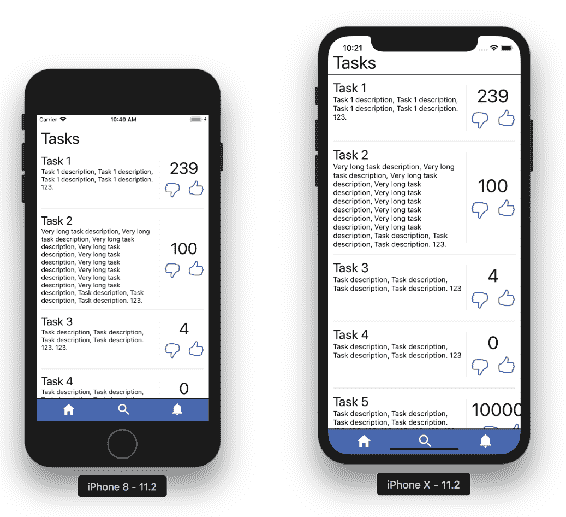 Carrier
10:49 AM
Tasks
Task 1
Task 1 description, Task 1 description,
Task 1 description, Task 1 description.
123.
239
Task 2
Very long task description, Very long
task description, Very long task
description, Very long task
description, Very long task
description, Very long task
description, Very long task
description, Very long task
description, Task description, Task
description, Task description. 123.
100
Task 3
Task description, Task description,
Task description, Task description.
123. 123.
4
Task 4
Task description, Task description,
0
iPhone 8 - 11.2
10:21
Tasks
Task 1
Task 1 description, Task 1 description,
Task 1 description, Task 1 description.
123.
239
Task 2
Very long task description, Very long
task description, Very long task
description, Very long task
description, Very long task
description, Very long task
description, Very long task
description, Very long task
description, Very long task
description, Task description, Task
description, Task description. 123.
100
Task 3
Task description, Task description,
Task description, Task description. 123
4
Task 4
Task description, Task description,
Task description, Task description. 123
0
Task 5
Task description, Task description,
10000
iPhone X - 11.2